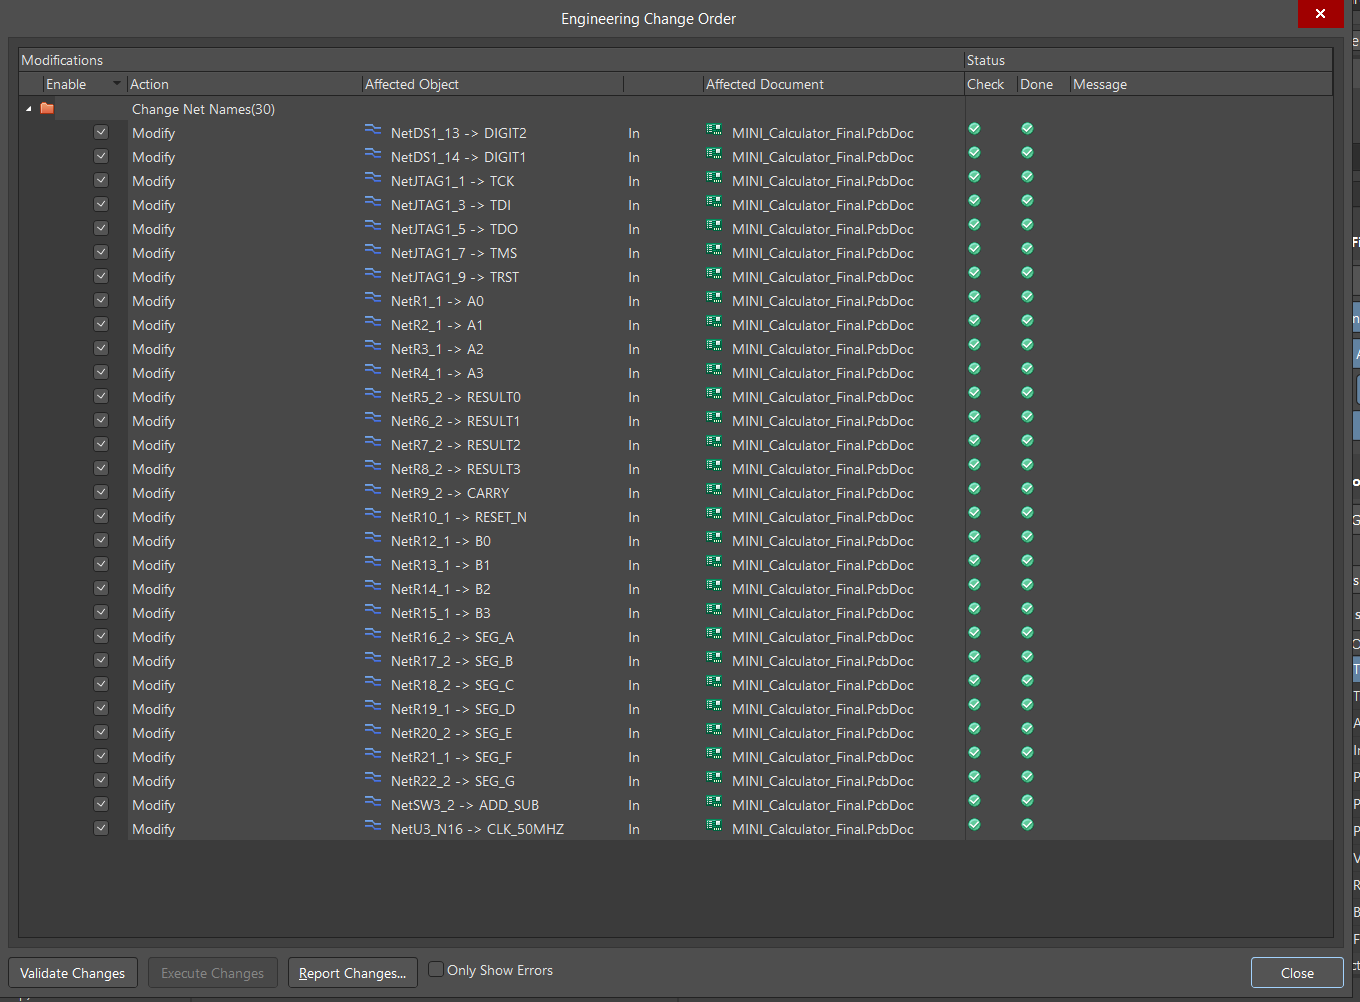 Engineering Change Order
Modifications Status
Enable Action Affected Object Affected Document Check Done Message
Change Net Names(30)
Modify NetDS1_13 -> DIGIT2 In MINI_Calculator_Final.PcbDoc
Modify NetDS1_14 -> DIGIT1 In MINI_Calculator_Final.PcbDoc
Modify NetJTAG1_1 -> TCK In MINI_Calculator_Final.PcbDoc
Modify NetJTAG1_3 -> TDI In MINI_Calculator_Final.PcbDoc
Modify NetJTAG1_5 -> TDO In MINI_Calculator_Final.PcbDoc
Modify NetJTAG1_7 -> TMS In MINI_Calculator_Final.PcbDoc
Modify NetJTAG1_9 -> TRST In MINI_Calculator_Final.PcbDoc
Modify NetR1_1 -> A0 In MINI_Calculator_Final.PcbDoc
Modify NetR2_1 -> A1 In MINI_Calculator_Final.PcbDoc
Modify NetR3_1 -> A2 In MINI_Calculator_Final.PcbDoc
Modify NetR4_1 -> A3 In MINI_Calculator_Final.PcbDoc
Modify NetR5_2 -> RESULT0 In MINI_Calculator_Final.PcbDoc
Modify NetR6_2 -> RESULT1 In MINI_Calculator_Final.PcbDoc
Modify NetR7_2 -> RESULT2 In MINI_Calculator_Final.PcbDoc
Modify NetR8_2 -> RESULT3 In MINI_Calculator_Final.PcbDoc
Modify NetR9_2 -> CARRY In MINI_Calculator_Final.PcbDoc
Modify NetR10_1 -> RESET_N In MINI_Calculator_Final.PcbDoc
Modify NetR12_1 -> B0 In MINI_Calculator_Final.PcbDoc
Modify NetR13_1 -> B1 In MINI_Calculator_Final.PcbDoc
Modify NetR14_1 -> B2 In MINI_Calculator_Final.PcbDoc
Modify NetR15_1 -> B3 In MINI_Calculator_Final.PcbDoc
Modify NetR16_2 -> SEG_A In MINI_Calculator_Final.PcbDoc
Modify NetR17_2 -> SEG_B In MINI_Calculator_Final.PcbDoc
Modify NetR18_2 -> SEG_C In MINI_Calculator_Final.PcbDoc
Modify NetR19_1 -> SEG_D In MINI_Calculator_Final.PcbDoc
Modify NetR20_2 -> SEG_E In MINI_Calculator_Final.PcbDoc
Modify NetR21_1 -> SEG_F In MINI_Calculator_Final.PcbDoc
Modify NetR22_2 -> SEG_G In MINI_Calculator_Final.PcbDoc
Modify NetSW3_2 -> ADD_SUB In MINI_Calculator_Final.PcbDoc
Modify NetU3_N16 -> CLK_50MHZ In MINI_Calculator_Final.PcbDoc
Validate Changes Execute Changes Report Changes... Only Show Errors Close